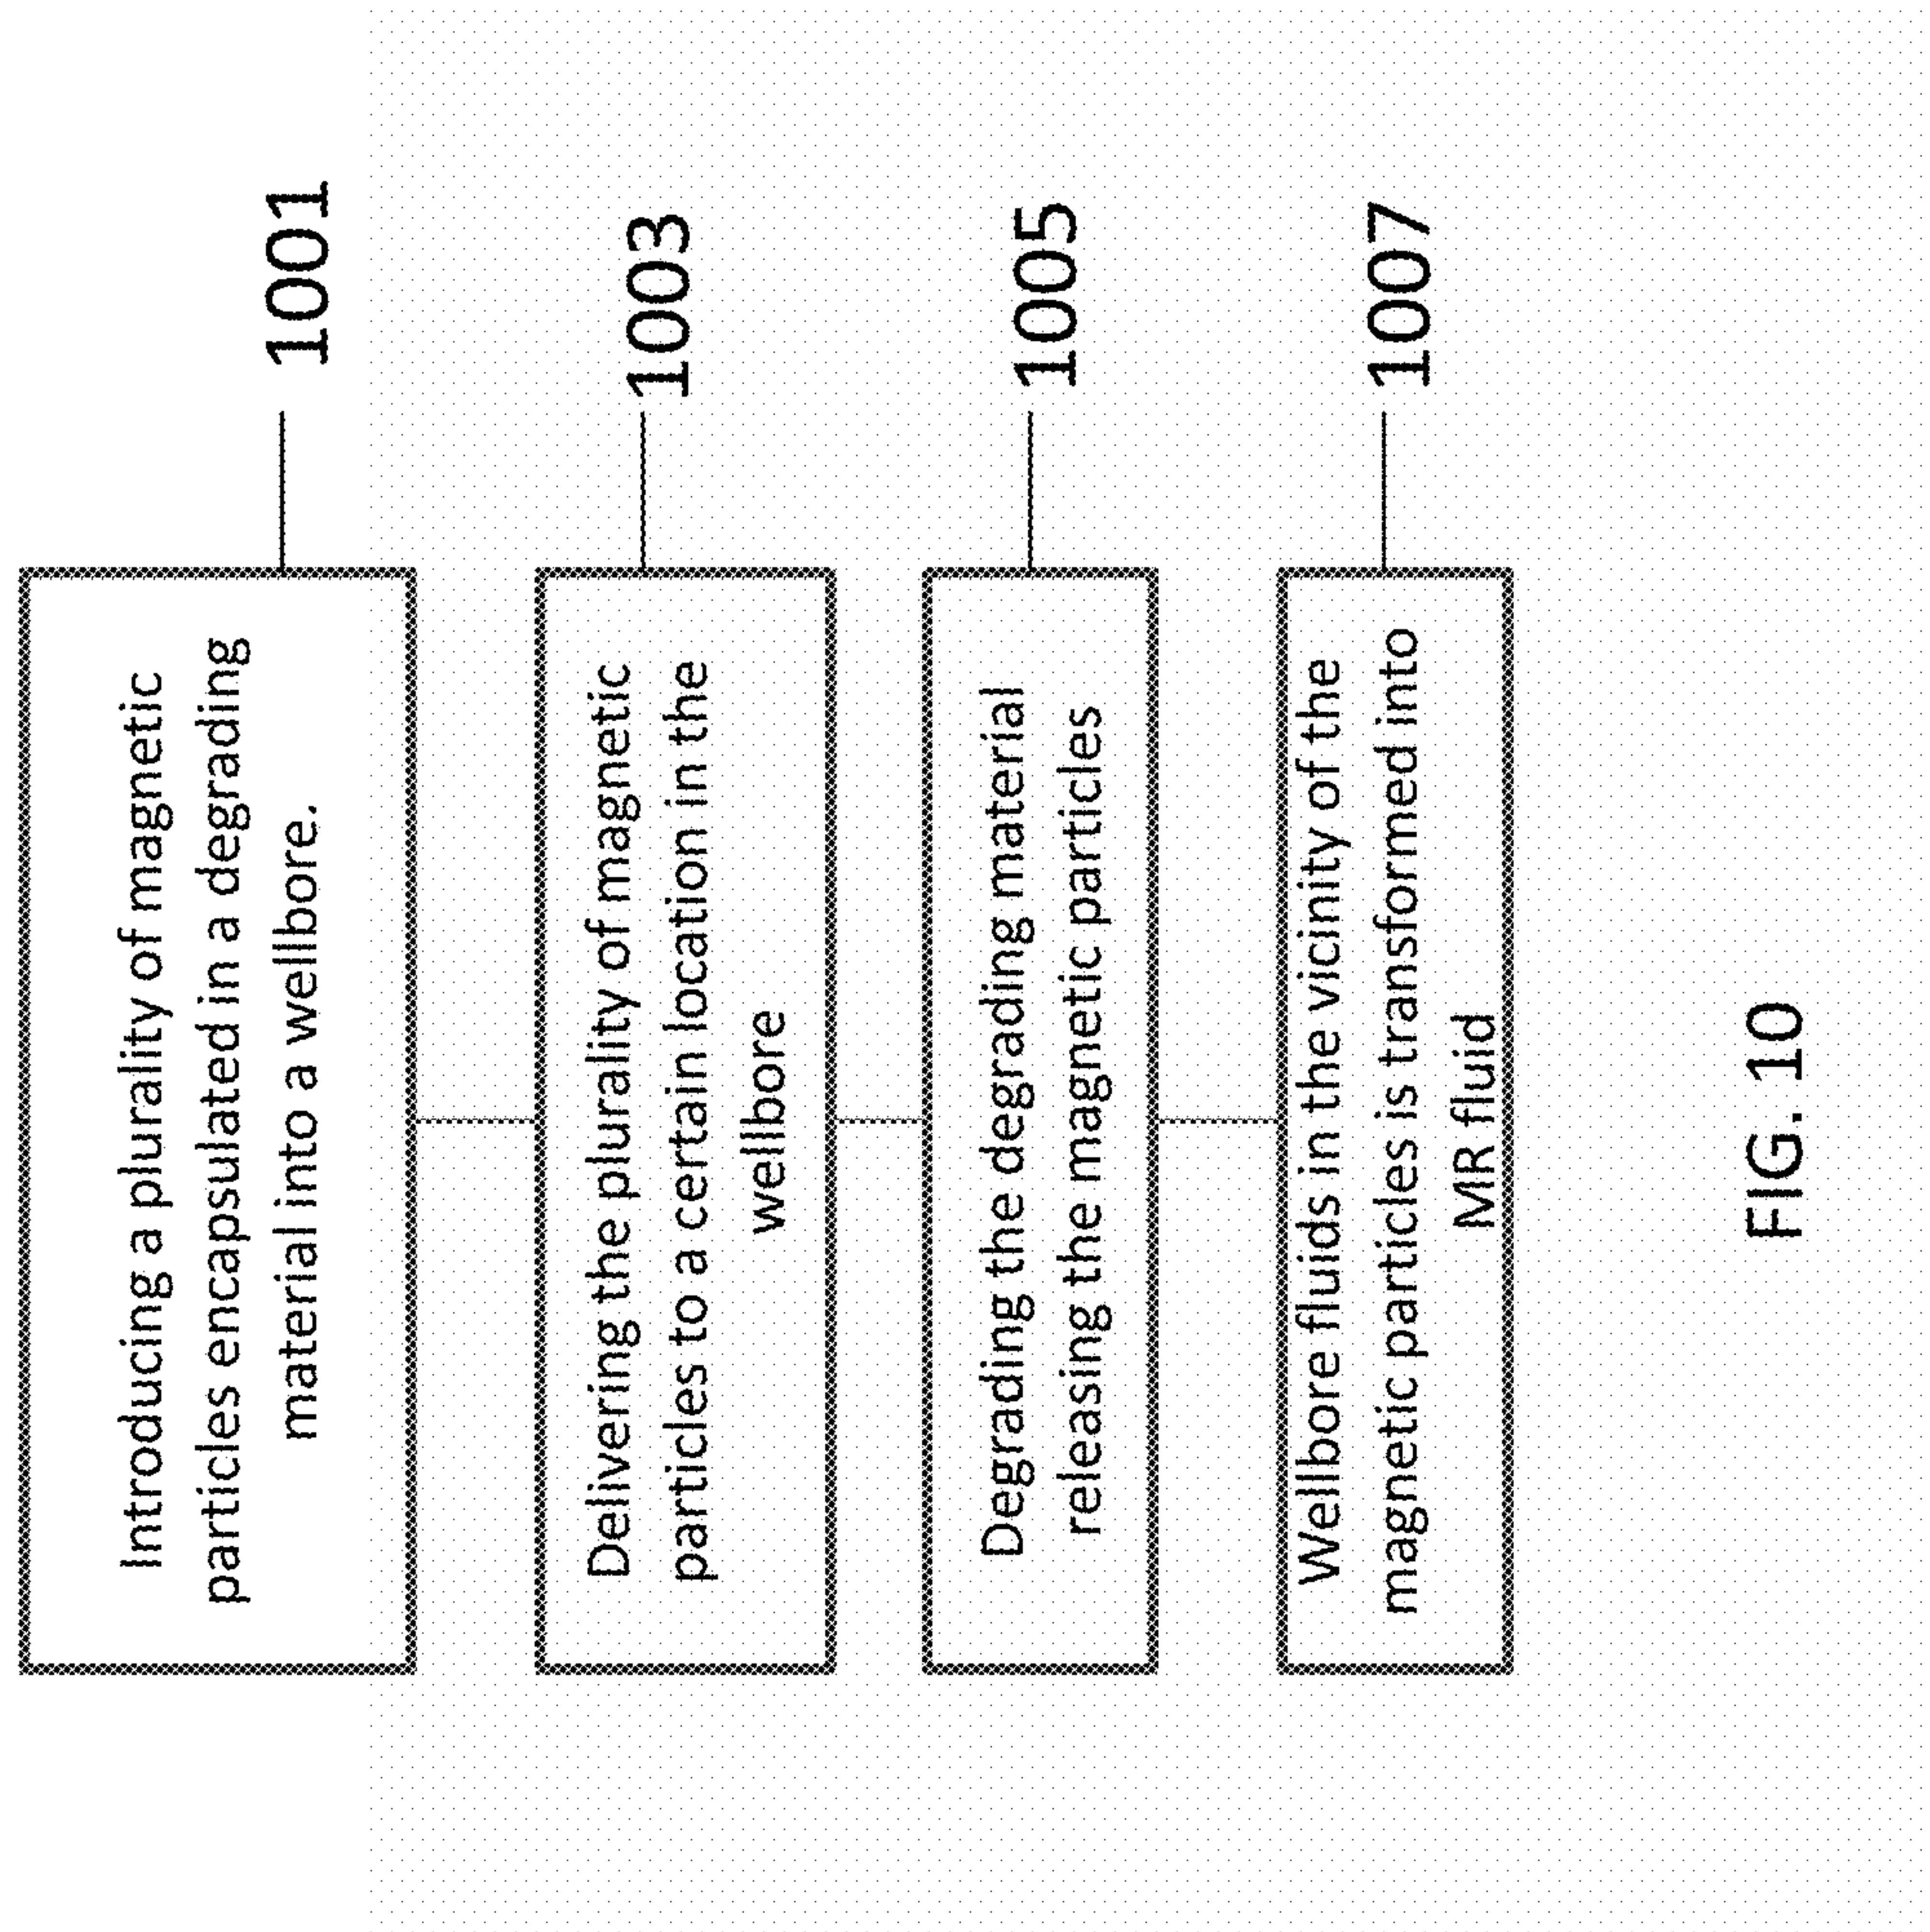 Introducing a plurality of magnetic
particles encapsulated in a degrading
material into a wellbore.
1001
Delivering the plurality of magnetic
particles to a certain location in the
wellbore
1003
Degrading the degrading material
releasing the magnetic particles
1005
Wellbore fluids in the vicinity of the
magnetic particles is transformed into
MR fluid
1007
FIG. 10